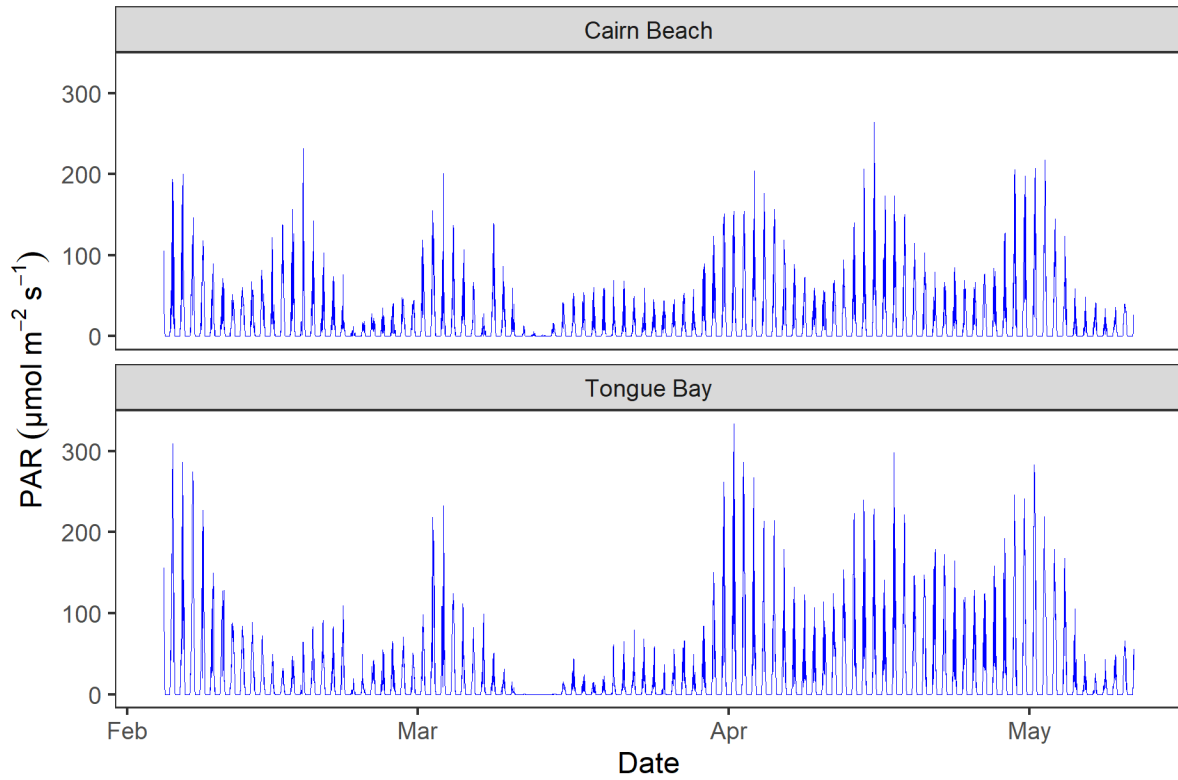 Cairn Beach
300
200
100
0
Tongue Bay
300
200
100
0
PAR (µmol m⁻² s⁻¹)
Feb Mar Apr May
Date